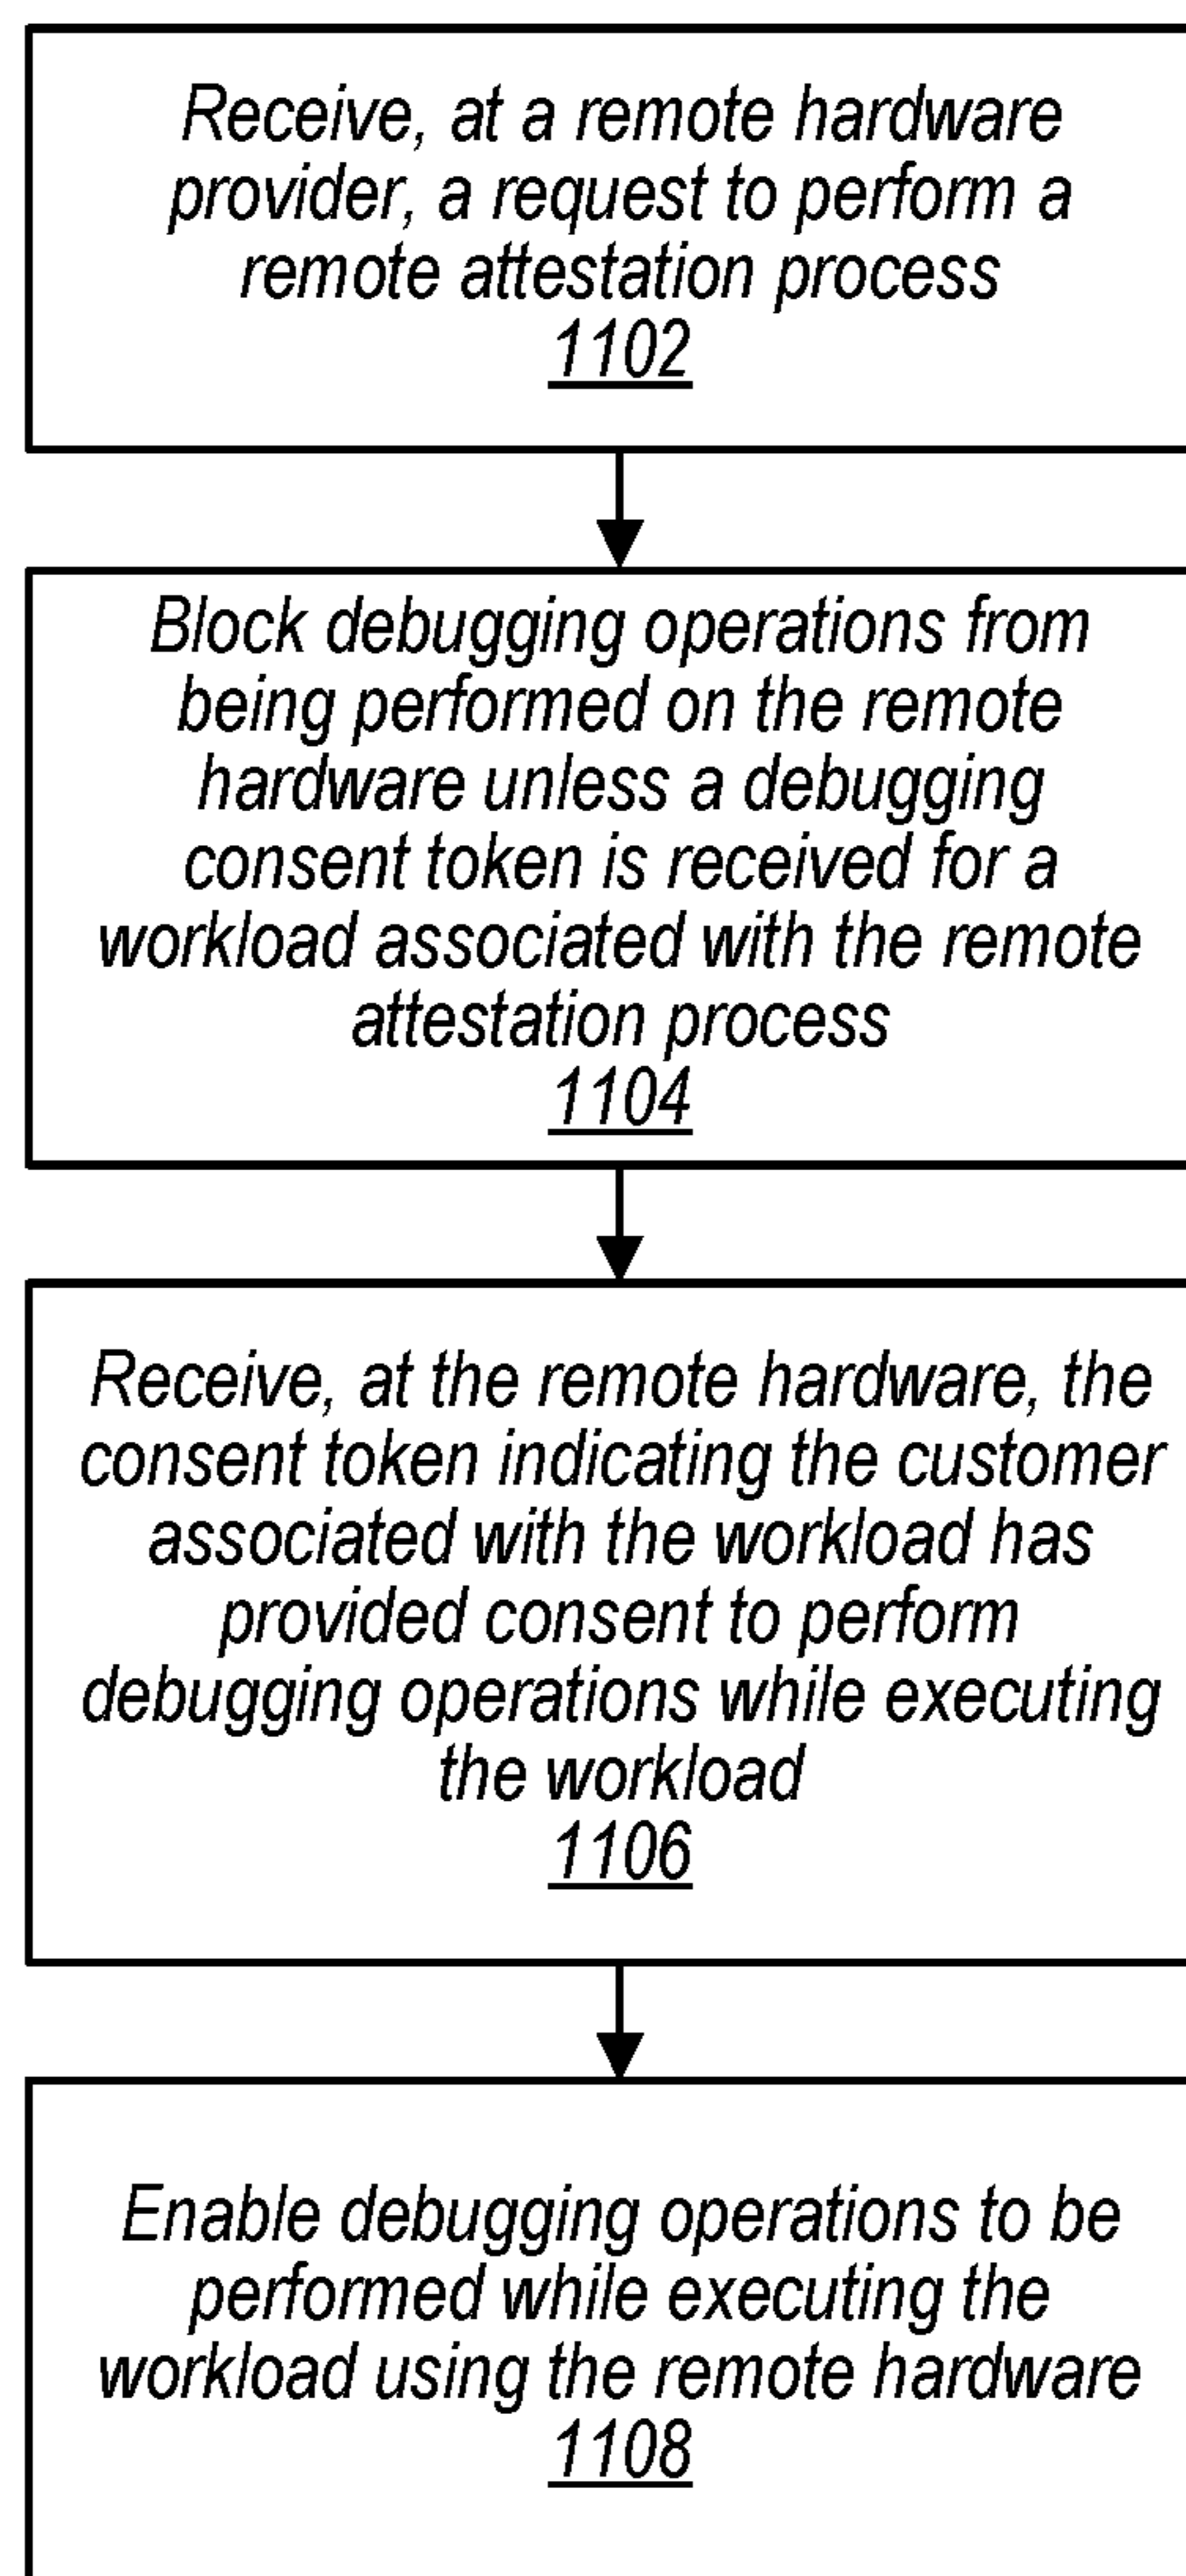 Receive, at a remote hardware
provider, a request to perform a
remote attestation process
1102
Block debugging operations from
being performed on the remote
hardware unless a debugging
consent token is received for a
workload associated with the remote
attestation process
1104
Receive, at the remote hardware, the
consent token indicating the customer
associated with the workload has
provided consent to perform
debugging operations while executing
the workload
1106
Enable debugging operations to be
performed while executing the
workload using the remote hardware
1108